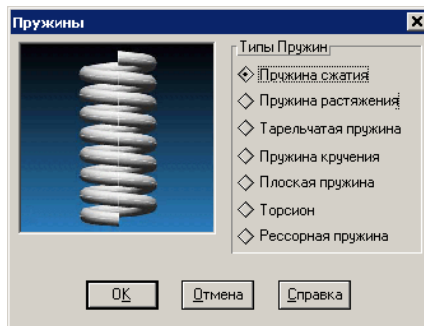 Пружины
Типы Пружин
Пружина сжатия
Пружина растяжения
Тарельчатая пружина
Пружина кручения
Плоская пружина
Торсион
Рессорная пружина
OK
Отмена
Справка